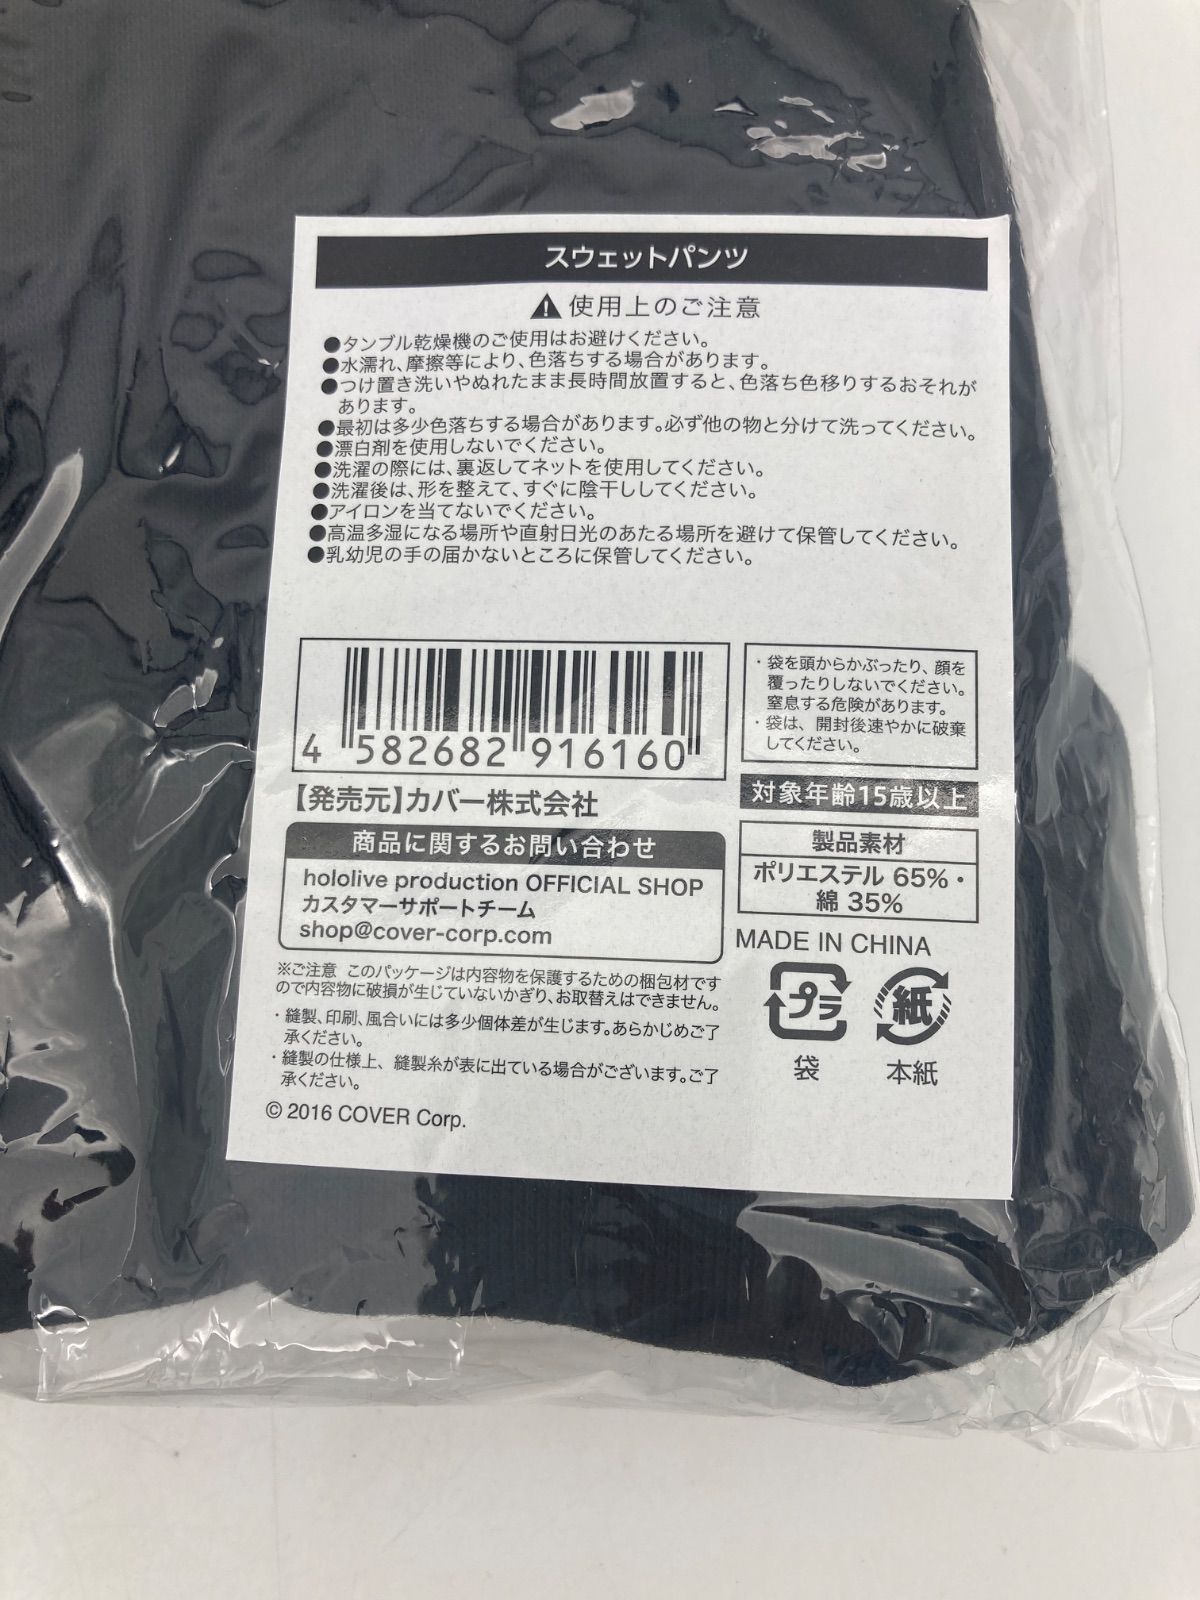 スウェットパンツ
使用上のご注意
●タンブル乾燥機のご使用はお避けください。
●水濡れ、摩擦等により、色落ちする場合があります。
●つけ置き洗いやぬれたまま長時間放置すると、色落ち色移りするおそれが
あります。
●最初は多少色落ちする場合があります。必ず他の物と分けて洗ってください。
●漂白剤を使用しないでください。
●洗濯の際には、裏返してネットを使用してください。
●洗濯後は、形を整えて、すぐに陰干ししてください。
●アイロンを当てないでください。
●高温多湿になる場所や直射日光のあたる場所を避けて保管してください。
●乳幼児の手の届かないところに保管してください。
4 582682 916160
・袋を頭からかぶったり、顔を
覆ったりしないでください。
窒息する危険があります。
・袋は、開封後速やかに破棄
してください。
【発売元】カバー株式会社
対象年齢15歳以上
商品に関するお問い合わせ
hololive production OFFICIAL SHOP
カスタマーサポートチーム
shop@cover-corp.com
製品素材
ポリエステル 65%・
綿 35%
MADE IN CHINA
プラ
袋
紙
本紙
※ご注意 このパッケージは内容物を保護するための梱包材です
ので内容物に破損が生じていないかぎり、お取替えはできません。
・縫製、印刷、風合いには多少個体差が生じます。あらかじめご了
承ください。
・縫製の仕様上、縫製糸が表に出ている場合がございます。ご了
承ください。
© 2016 COVER Corp.